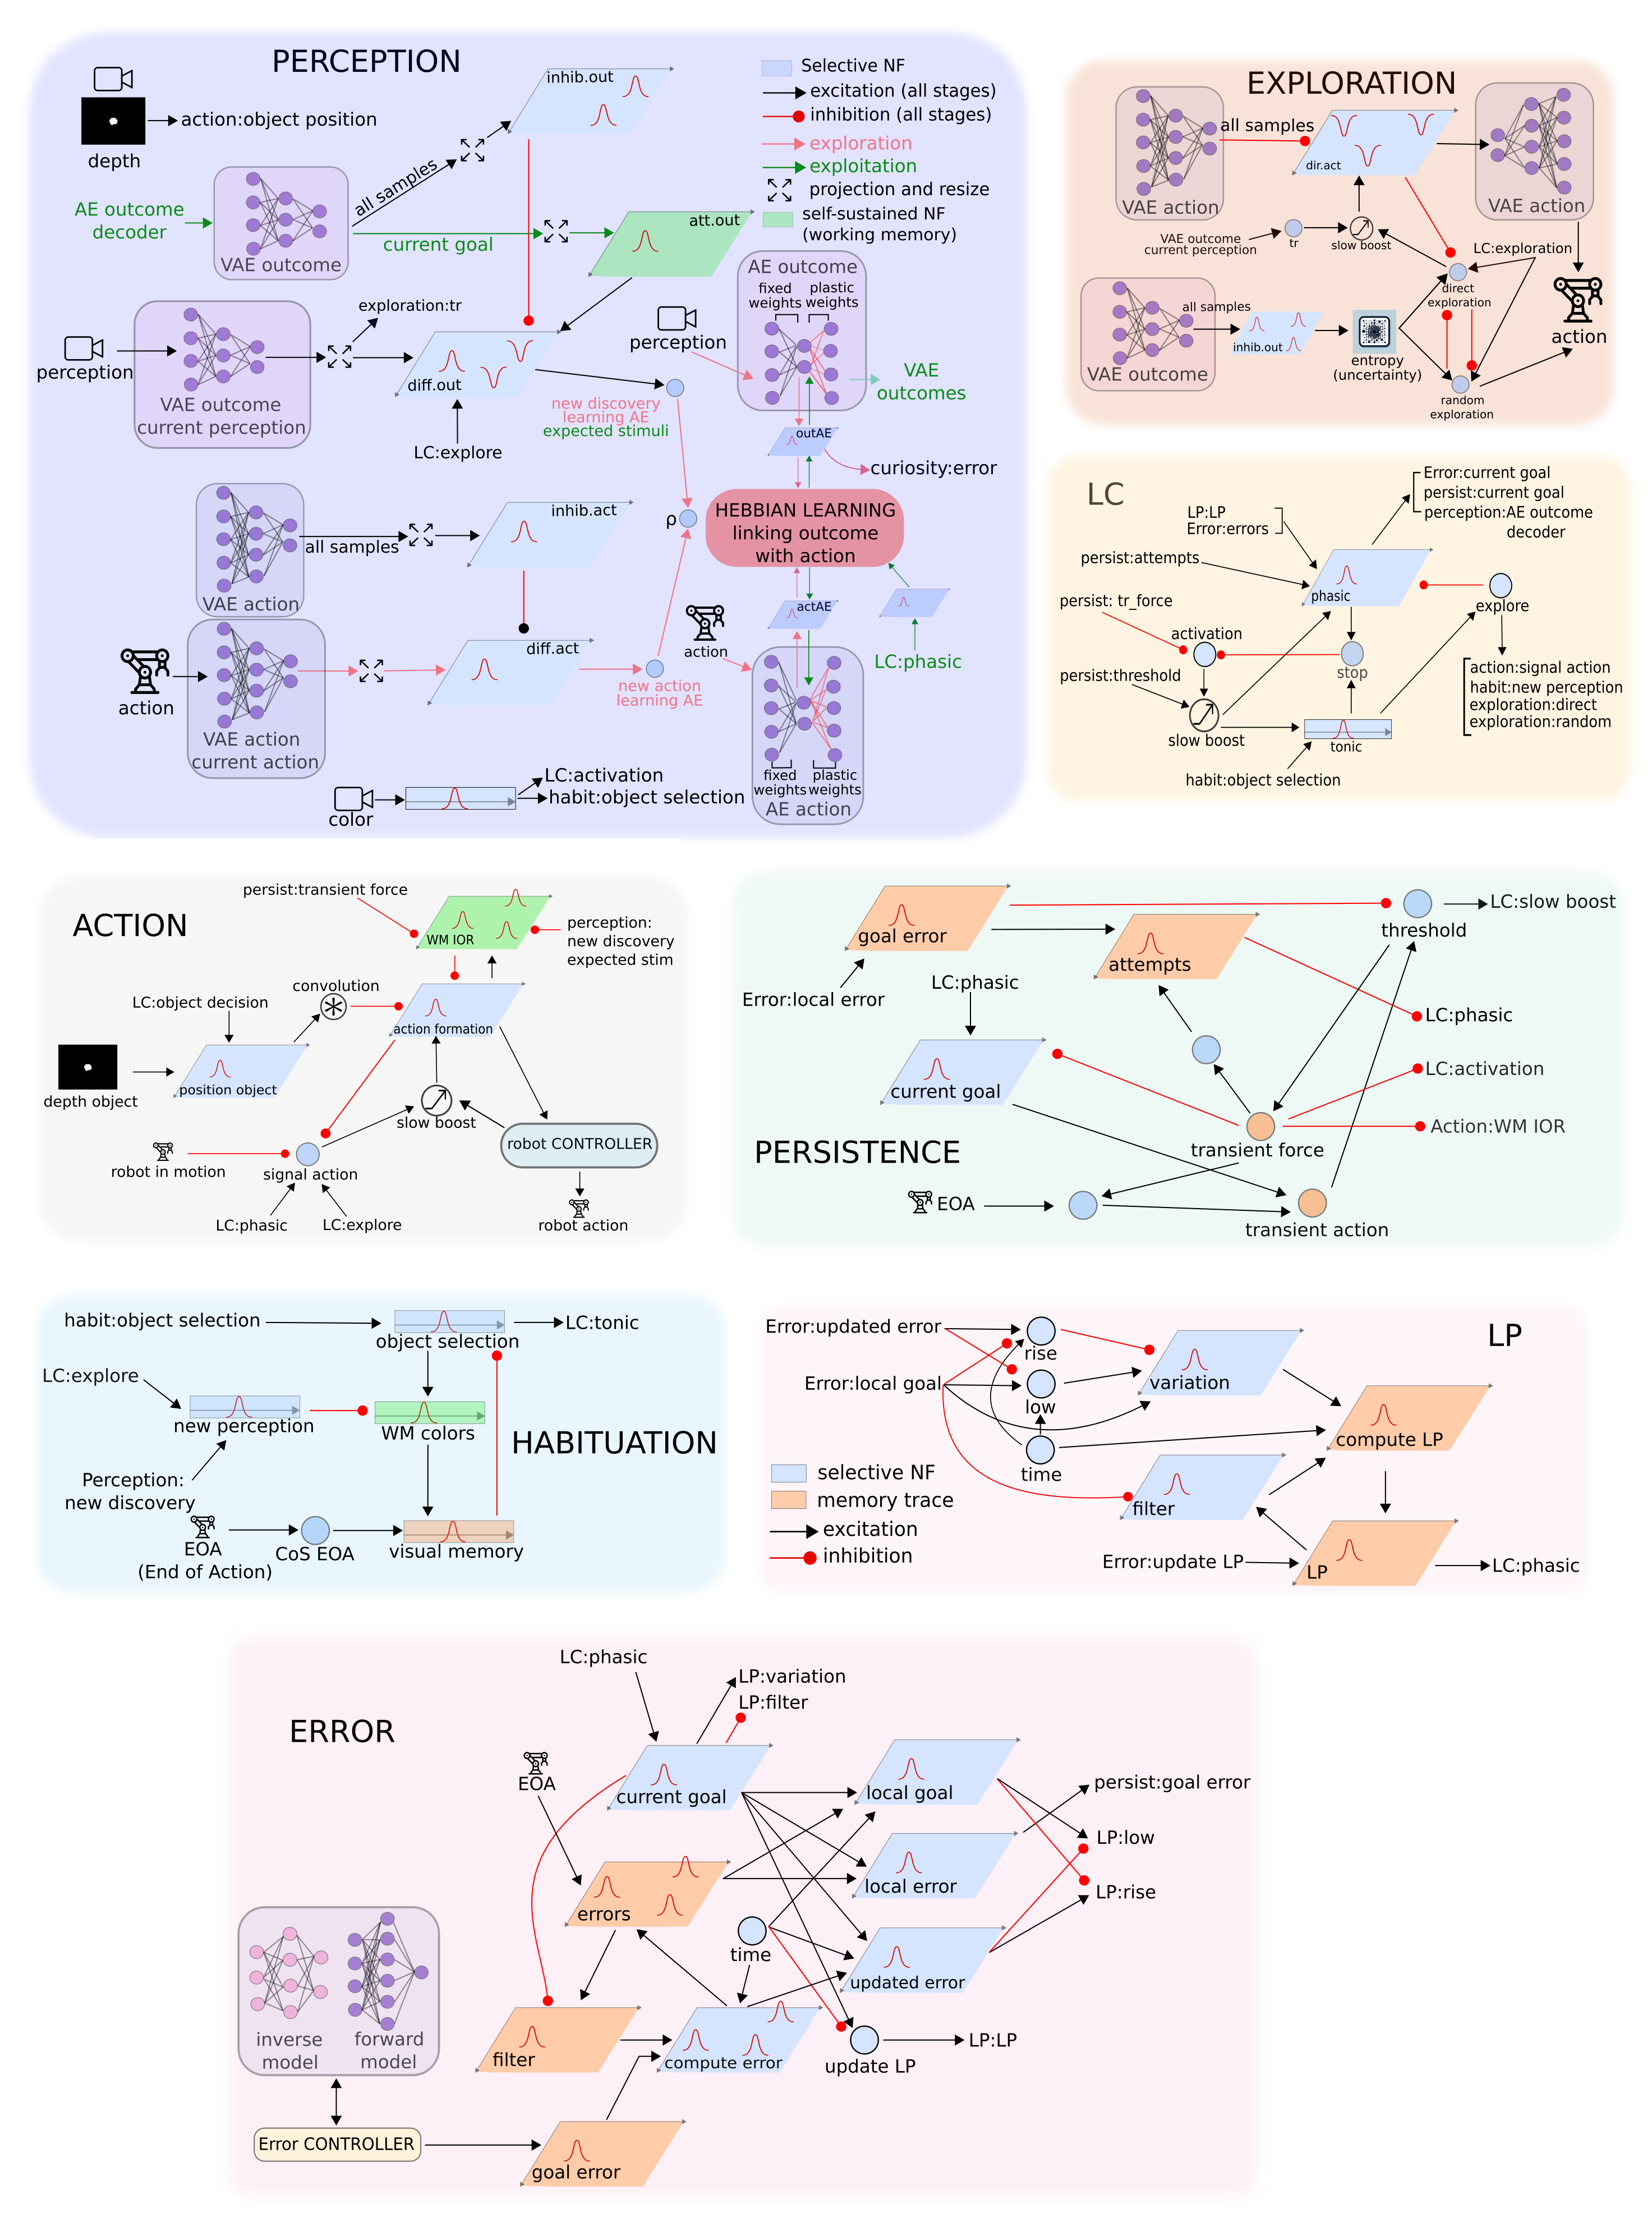 PERCEPTION
depth
action:object position
inhib.out
Selective NF
excitation (all stages)
inhibition (all stages)
exploration
exploitation
projection and resize
self-sustained NF
(working memory)
AE outcome
decoder
VAE outcome
all samples
current goal
att.out
perception
VAE outcome
current perception
exploration:tr
diff.out
LC:explore
new discovery
learning AE
expected stimuli
perception
AE outcome
fixed
weights
plastic
weights
VAE
outcomes
outAE
curiosity:error
HEBBIAN LEARNING
linking outcome
with action
ρ
VAE action
all samples
inhib.act
actAE
action
VAE action
current action
diff.act
new action
learning AE
action
LC:phasic
fixed
weights
plastic
weights
AE action
color
LC:activation
habit:object selection
EXPLORATION
VAE action
all samples
dir.act
VAE action
VAE outcome
current perception
tr
slow boost
LC:exploration
direct
exploration
action
VAE outcome
all samples
inhib.out
entropy
(uncertainty)
random
exploration
LC
LP:LP
Error:errors
Error:current goal
persist:current goal
perception:AE outcome
decoder
persist:attempts
phasic
explore
persist: tr_force
activation
stop
persist:threshold
slow boost
tonic
habit:object selection
action:signal action
habit:new perception
exploration:direct
exploration:random
ACTION
persist:transient force
WM IOR
perception:
new discovery
expected stim
convolution
LC:object decision
action formation
depth object
position object
slow boost
robot CONTROLLER
robot in motion
signal action
LC:phasic
LC:explore
robot action
PERSISTENCE
goal error
Error:local error
attempts
threshold
LC:slow boost
LC:phasic
current goal
LC:phasic
LC:activation
Action:WM IOR
transient force
EOA
transient action
HABITUATION
habit:object selection
object selection
LC:tonic
LC:explore
new perception
WM colors
Perception:
new discovery
EOA
(End of Action)
CoS EOA
visual memory
LP
Error:updated error
rise
Error:local goal
low
variation
time
compute LP
selective NF
memory trace
excitation
inhibition
filter
Error:update LP
LP
LC:phasic
ERROR
LC:phasic
LP:variation
LP:filter
EOA
current goal
local goal
persist:goal error
LP:low
local error
LP:rise
errors
time
updated error
inverse
model
forward
model
filter
compute error
update LP
LP:LP
Error CONTROLLER
goal error